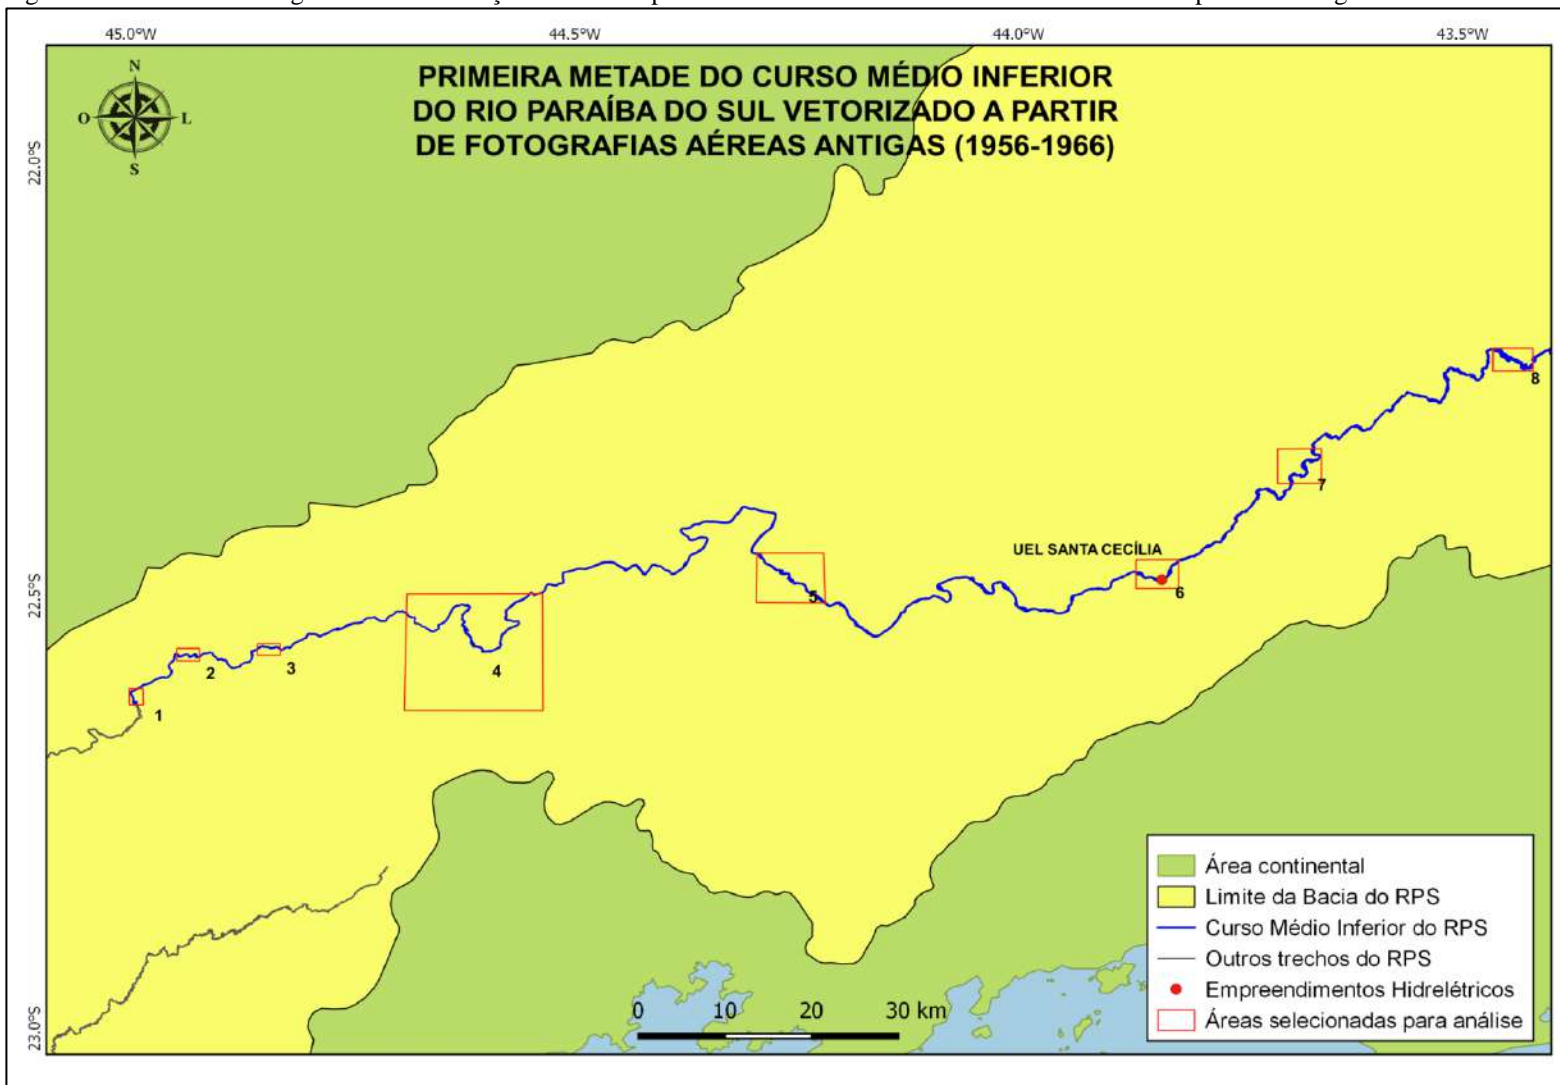 45.0°W
44.5°W
44.0°W
43.5°W
PRIMEIRA METADE DO CURSO MÉDIO INFERIOR
DO RIO PARAÍBA DO SUL VETORIZADO A PARTIR
DE FOTOGRAFIAS AÉREAS ANTIGAS (1956-1966)
N
O
L
S
22.0°S
22.5°S
23.0°S
8
7
UEL SANTA CECÍLIA
6
5
4
3
2
1
Área continental
Limite da Bacia do RPS
Curso Médio Inferior do RPS
Outros trechos do RPS
Empreendimentos Hidrelétricos
Áreas selecionadas para análise
0 10 20 30 km